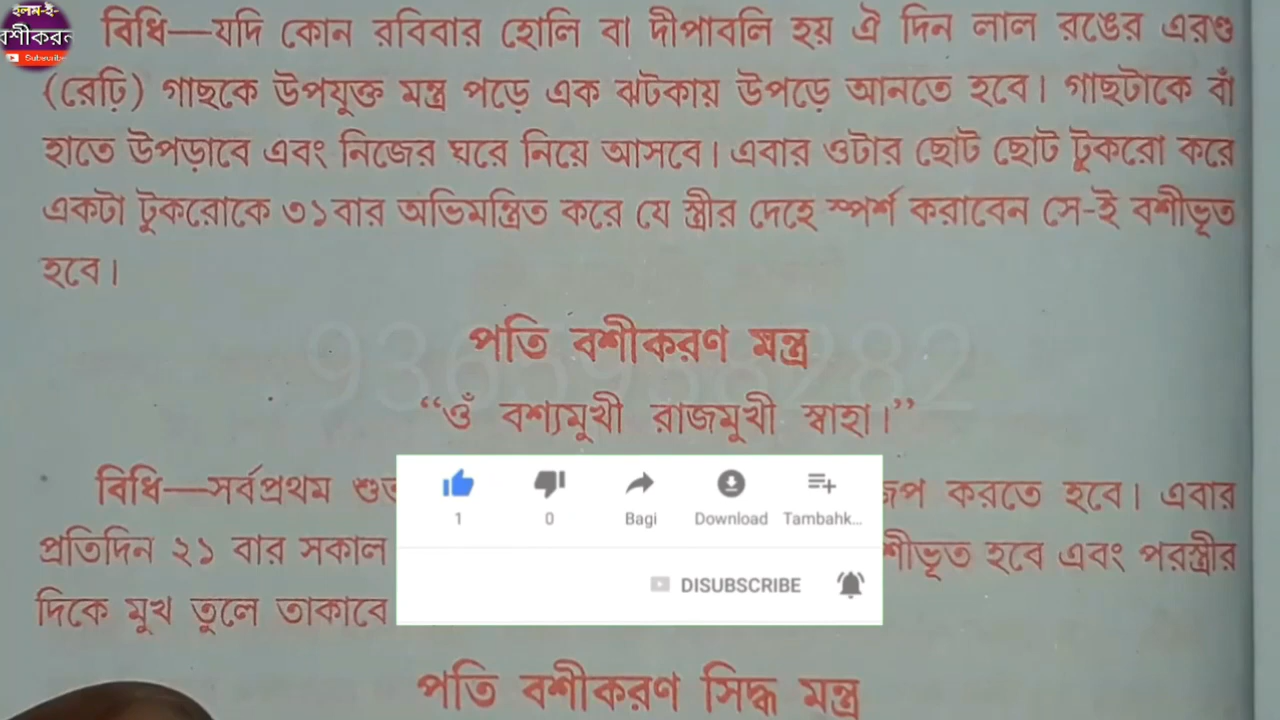 ইলম-ই-
বশীকরন
Subscribe
বিধি—যদি কোন রবিবার হোলি বা দীপাবলি হয় ঐ দিন লাল রঙের এরণ্ড
(রেঢ়ি) গাছকে উপযুক্ত মন্ত্র পড়ে এক ঝটকায় উপড়ে আনতে হবে। গাছটাকে বাঁ
হাতে উপড়াবে এবং নিজের ঘরে নিয়ে আসবে। এবার ওটার ছোট ছোট টুকরো করে
একটা টুকরোকে ৩১বার অভিমন্ত্রিত করে যে স্ত্রীর দেহে স্পর্শ করাবেন সে-ই বশীভূত
হবে।
পতি বশীকরণ মন্ত্র
“ওঁ বশ্যমুখী রাজমুখী স্বাহা।”
বিধি—সর্বপ্রথম করতে হবে। এবার
প্রতিদিন ২১ বার সকাল হবে এবং পরস্ত্রীর
দিকে মুখ তুলে তাকাবে
1 0 Bagi Download Tambahk...
DISUBSCRIBE
পতি বশীকরণ সিদ্ধ মন্ত্র